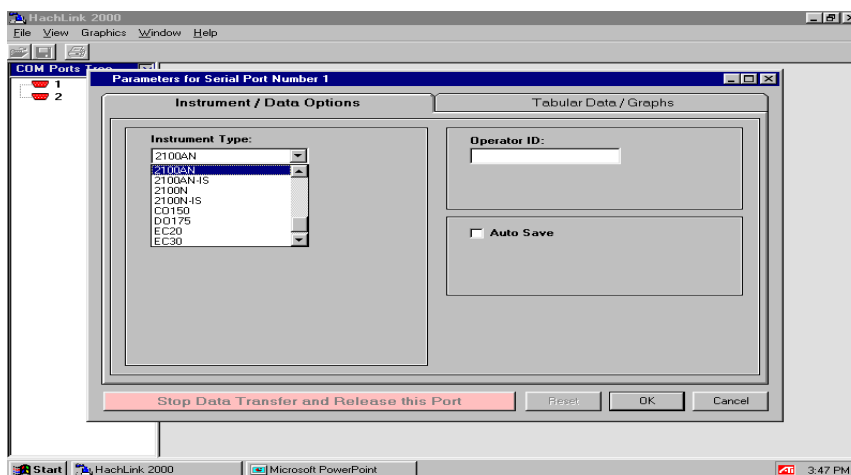 HachLink 2000
File View Graphics Window Help
COM Ports
1
2
Parameters for Serial Port Number 1
Instrument / Data Options
Tabular Data / Graphs
Instrument Type:
2100AN
2100AN
2100AN-IS
2100N
2100N-IS
CO150
DO175
EC20
EC30
Operator ID:
Auto Save
Stop Data Transfer and Release this Port
Reset
OK
Cancel
Start
HachLink 2000
Microsoft PowerPoint
ATI
3:47 PM